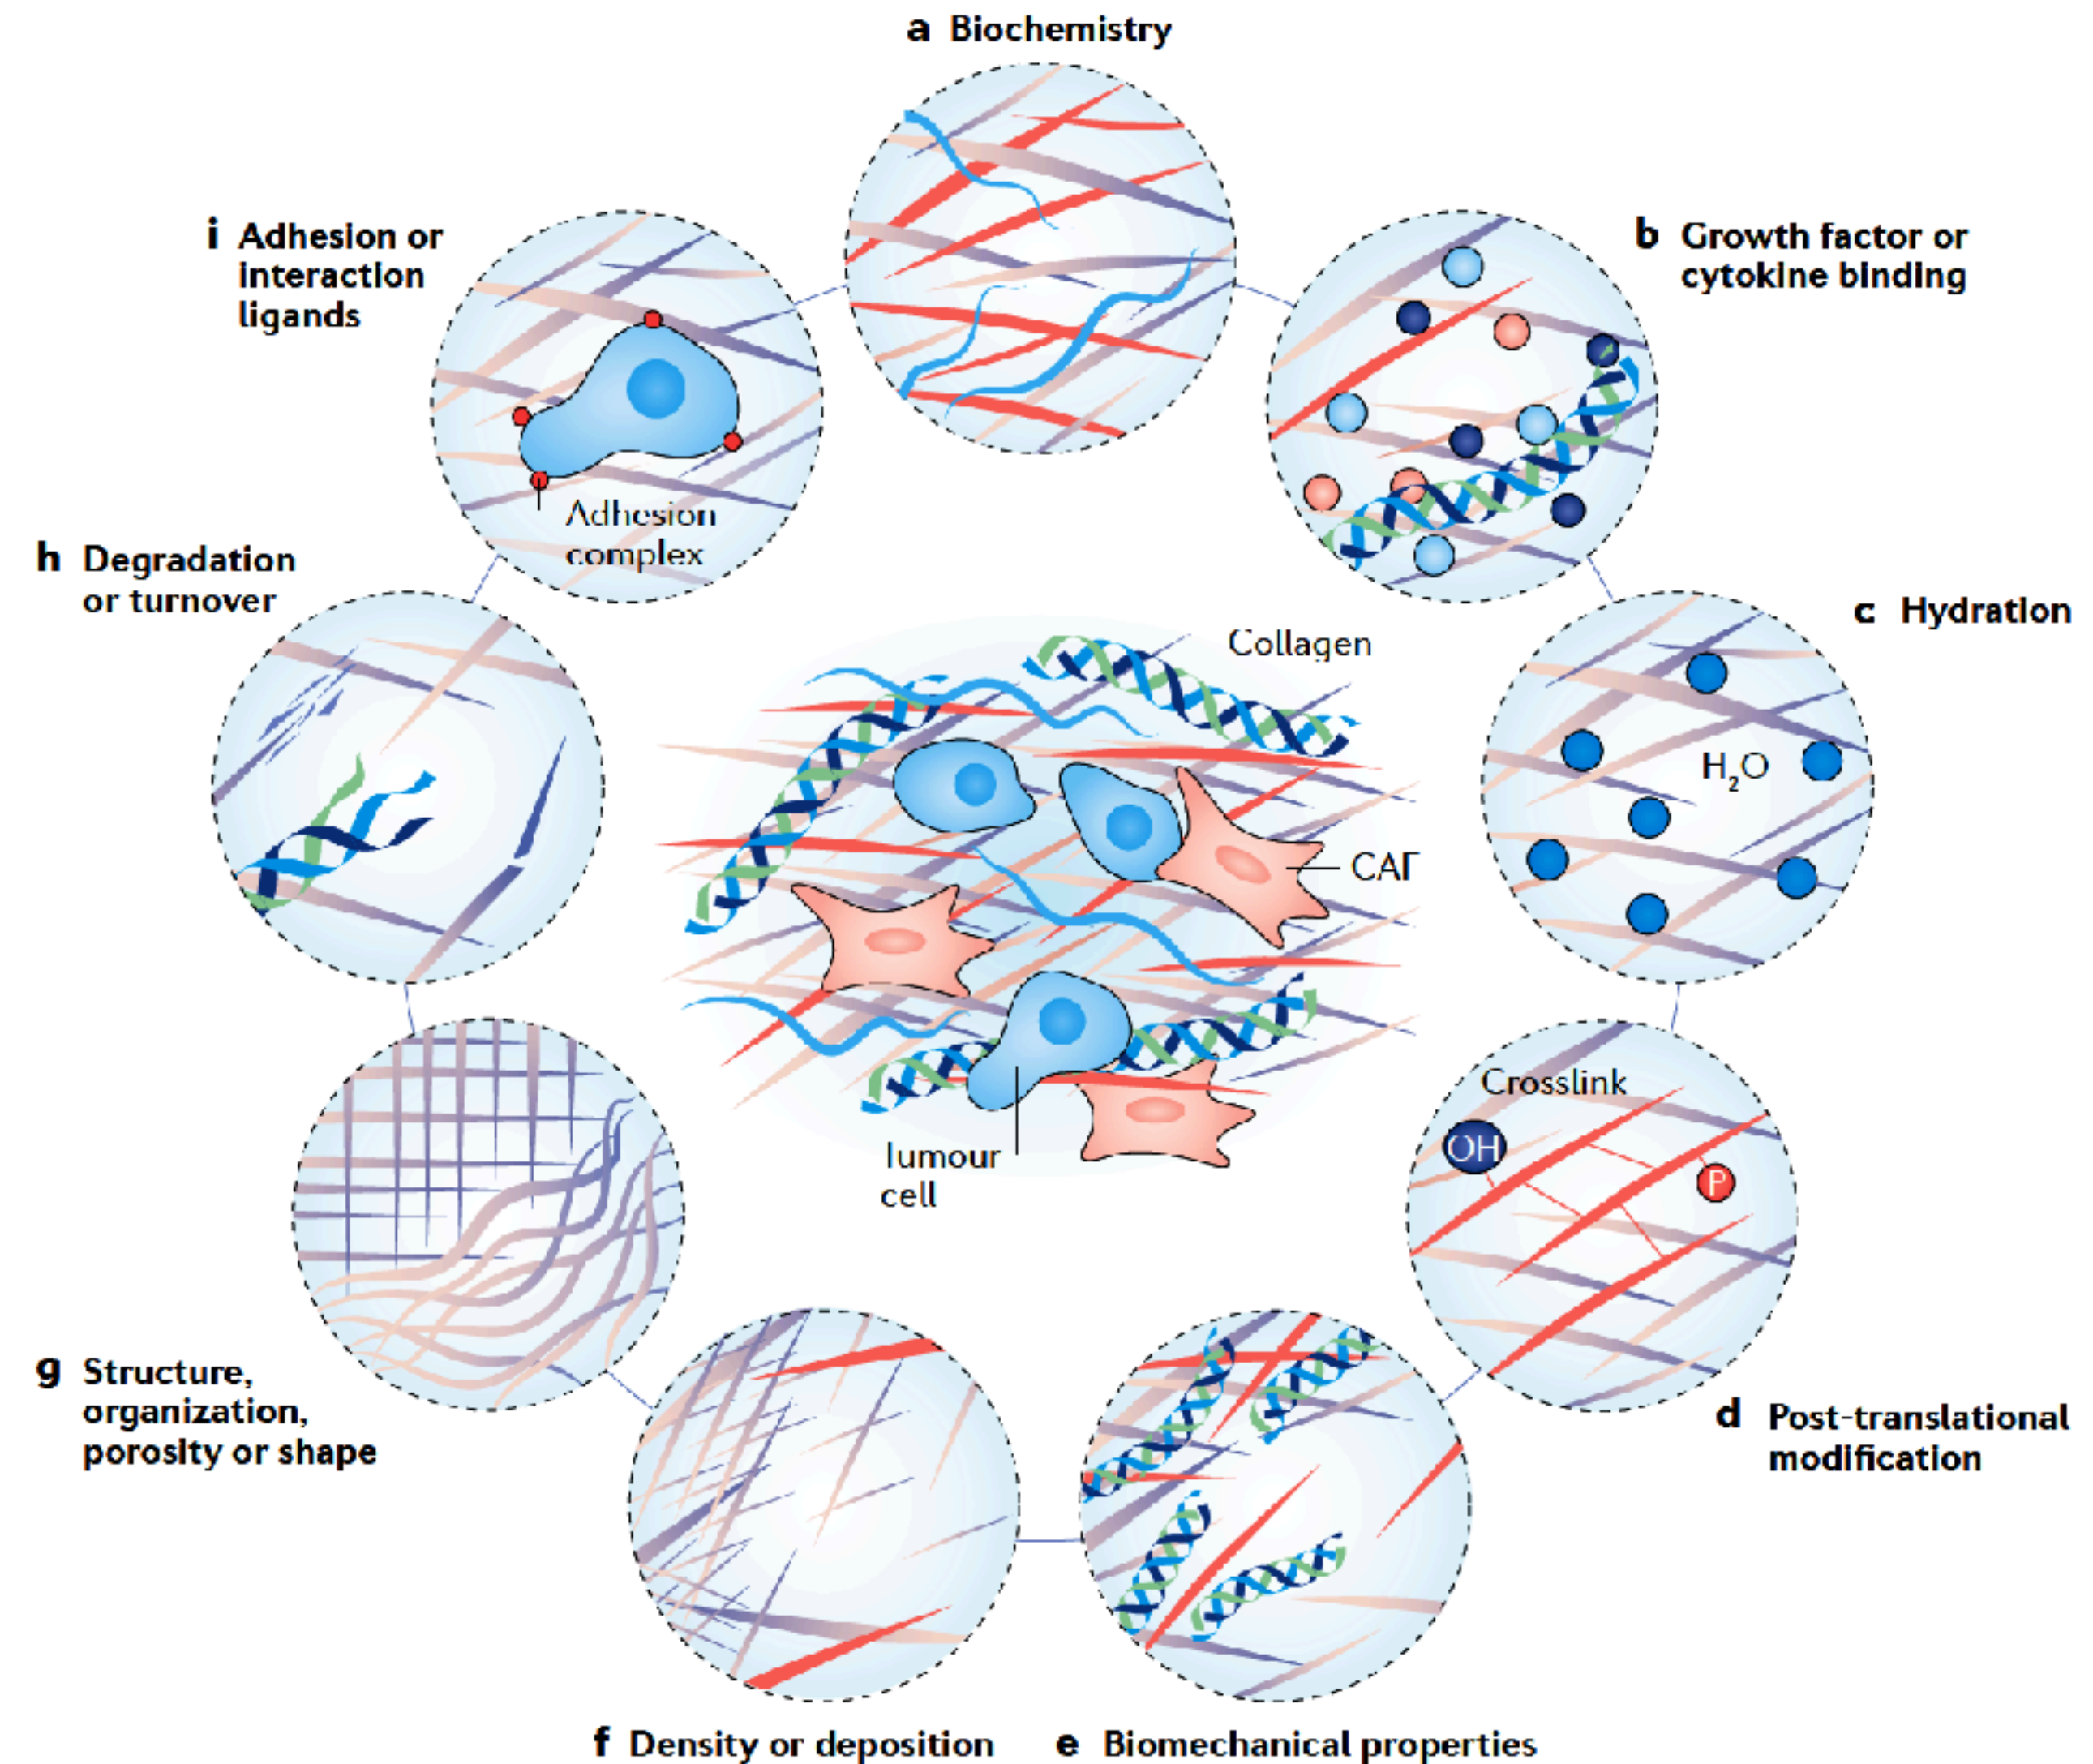 a Biochemistry
b Growth factor or
cytokine binding
c Hydration
H₂O
Crosslink
OH
P
d Post-translational
modification
e Biomechanical properties
f Density or deposition
g Structure,
organization,
porosity or shape
h Degradation
or turnover
i Adhesion or
interaction
ligands
Adhesion
complex
Collagen
CAF
Tumour
cell